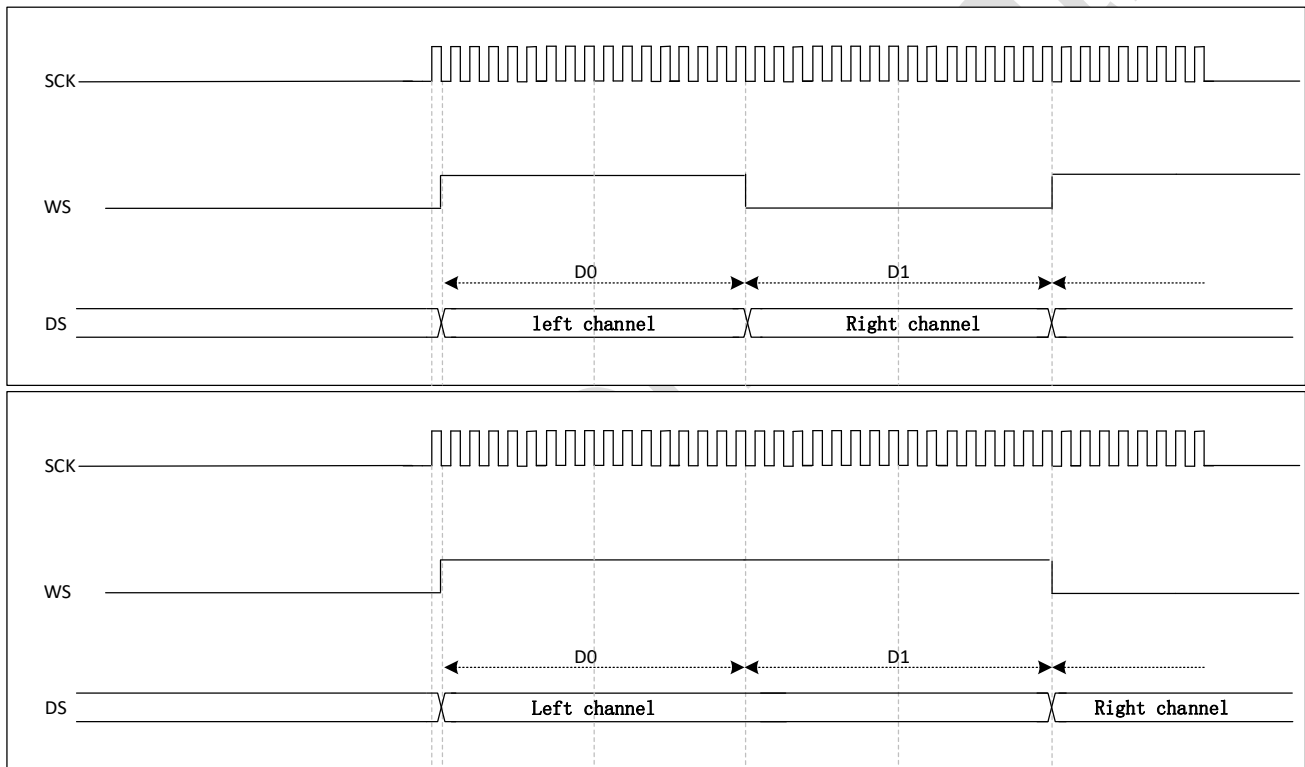 SCK
WS
D0 D1
DS left channel Right channel
SCK
WS
D0 D1
DS Left channel Right channel